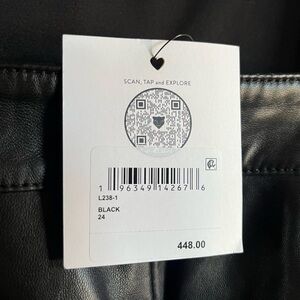 SCAN, TAP and EXPLORE
1 96349 14267 6
L238-1
BLACK
24
448.00